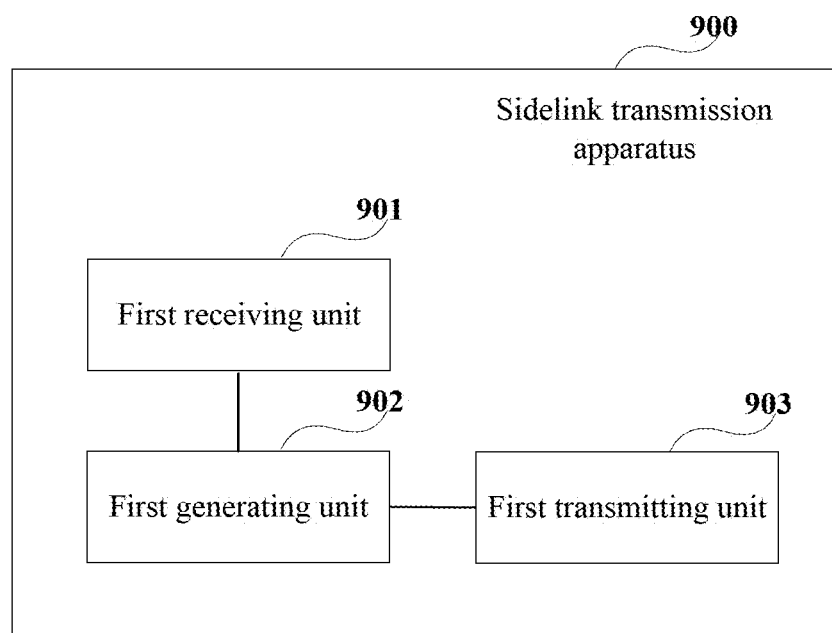 900
Sidelink transmission
apparatus
901
First receiving unit
902
First generating unit
903
First transmitting unit